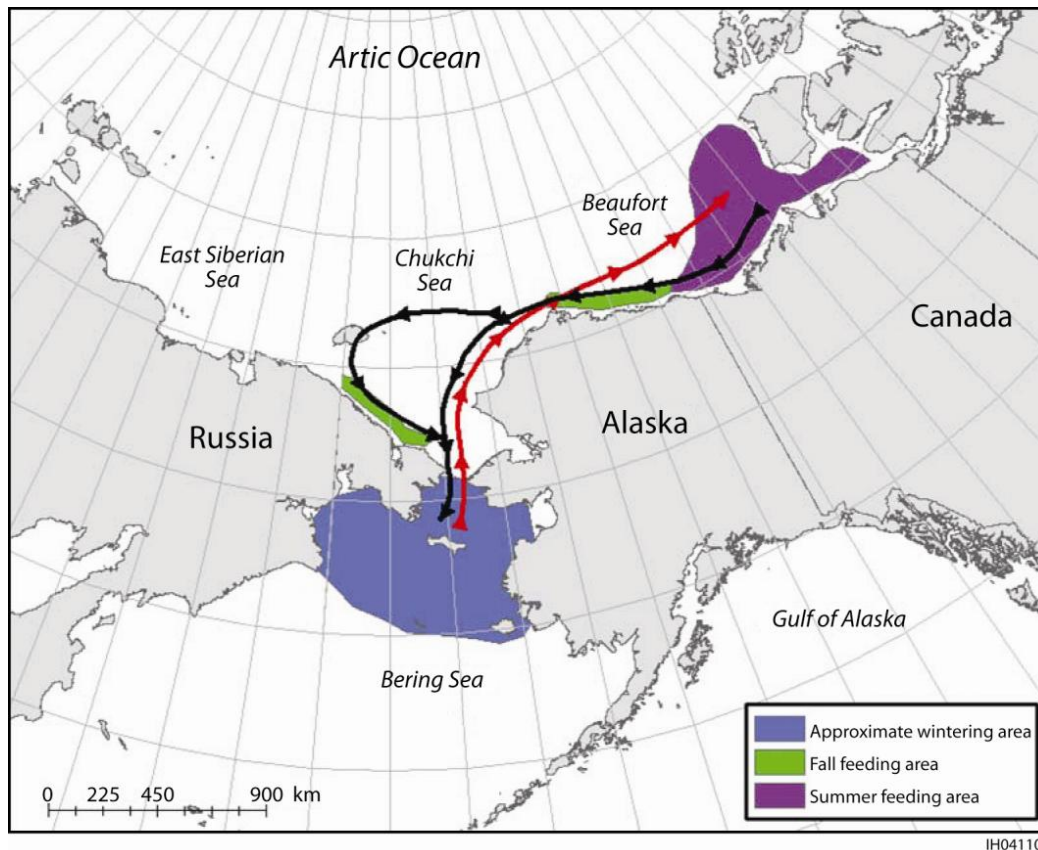 Artic Ocean
Beaufort
Sea
East Siberian
Sea
Chukchi
Sea
Canada
Russia
Alaska
Gulf of Alaska
Bering Sea
Approximate wintering area
Fall feeding area
Summer feeding area
0 225 450 900 km
IH04110